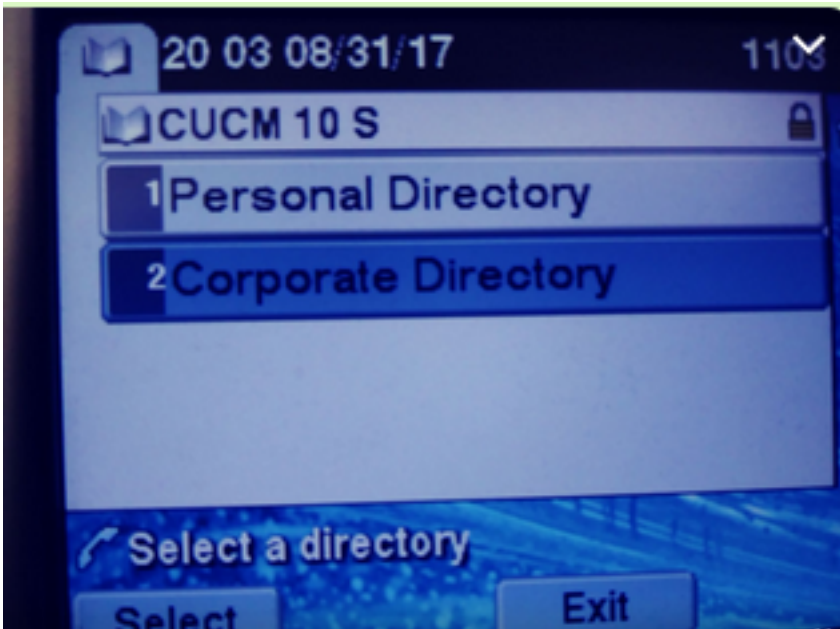 20 03 08/31/17 1103
CUCM 10 S
1 Personal Directory
2 Corporate Directory
Select a directory
Select Exit